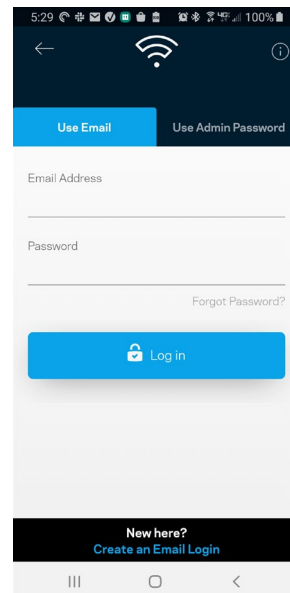 5:29
100%
Use Email
Use Admin Password
Email Address
Password
Forgot Password?
Log in
New here?
Create an Email Login